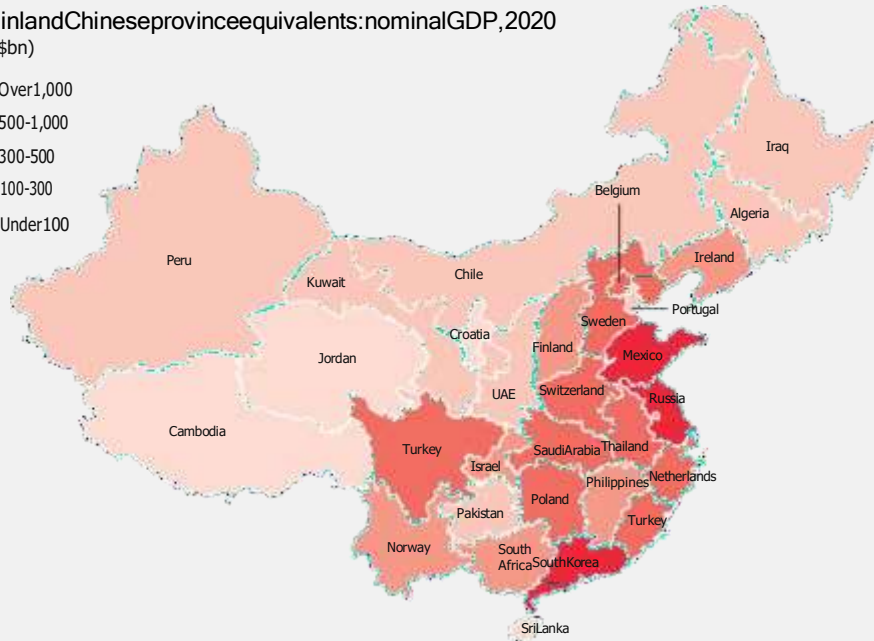 inlandChineseprovinceequivalents:nominalGDP,2020
$bn)
Over1,000
500-1,000
300-500
100-300
Under100
Iraq
Belgium
Algeria
Ireland
Peru
Kuwait
Chile
Portugal
Croatia
Sweden
Finland
Mexico
Jordan
UAE
Switzerland
Russia
Cambodia
Turkey
SaudiArabia
Thailand
Israel
Netherlands
Philippines
Poland
Pakistan
Turkey
Norway
South
Africa
SouthKorea
SriLanka